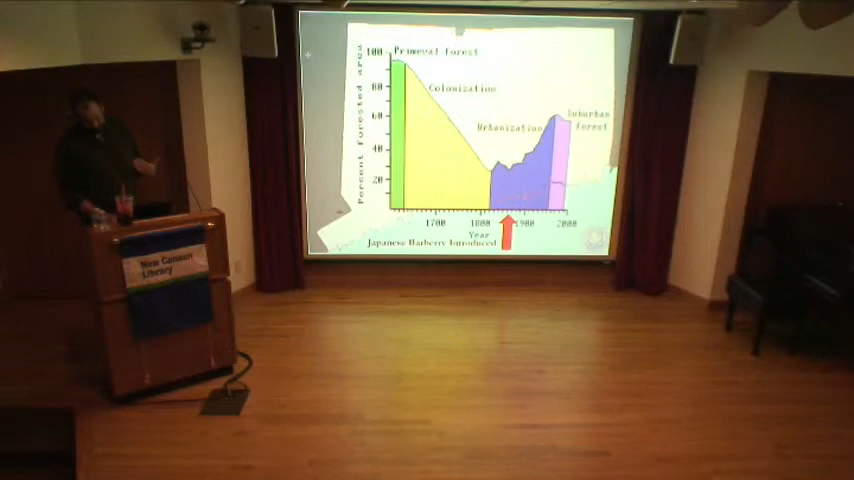 100
Primeval forest
80
Colonization
60
Suburban
Forest
Urbanization
40
20
Percent Forested area
1700
1800
1900
2000
Year
Japanese Barberry Introduced
New Canaan
Library